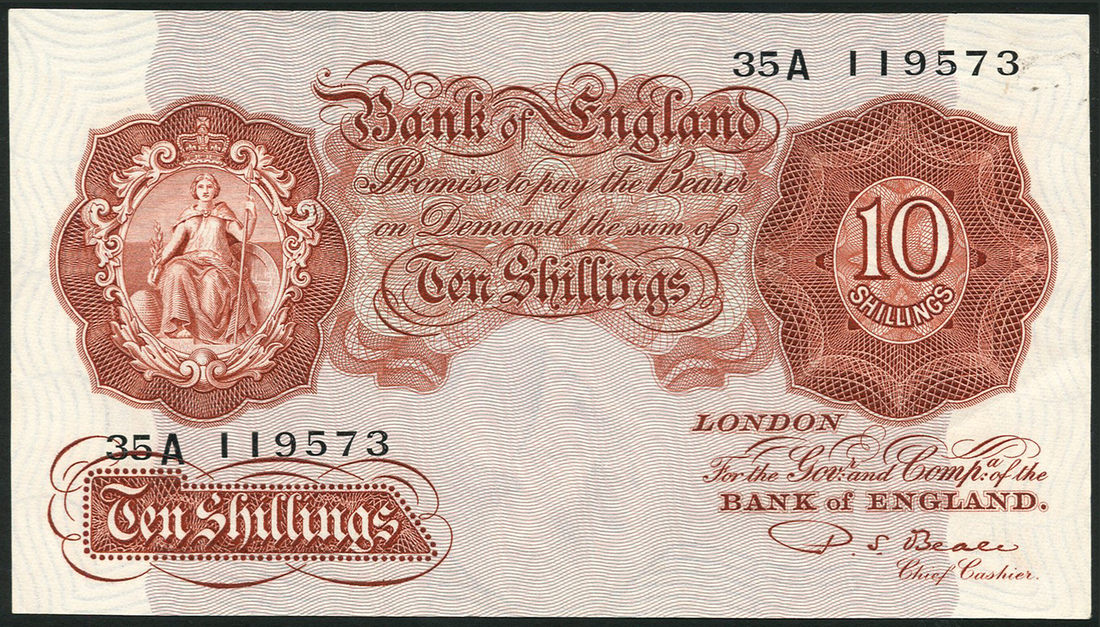 35A 119573
Bank of England
Promise to pay the Bearer
on Demand the sum of
Ten Shillings
10
SHILLINGS
35A 119573
Ten Shillings
LONDON
For the Govr. and Compa. of the
BANK of ENGLAND.
P. S. Beale
Chief Cashier.